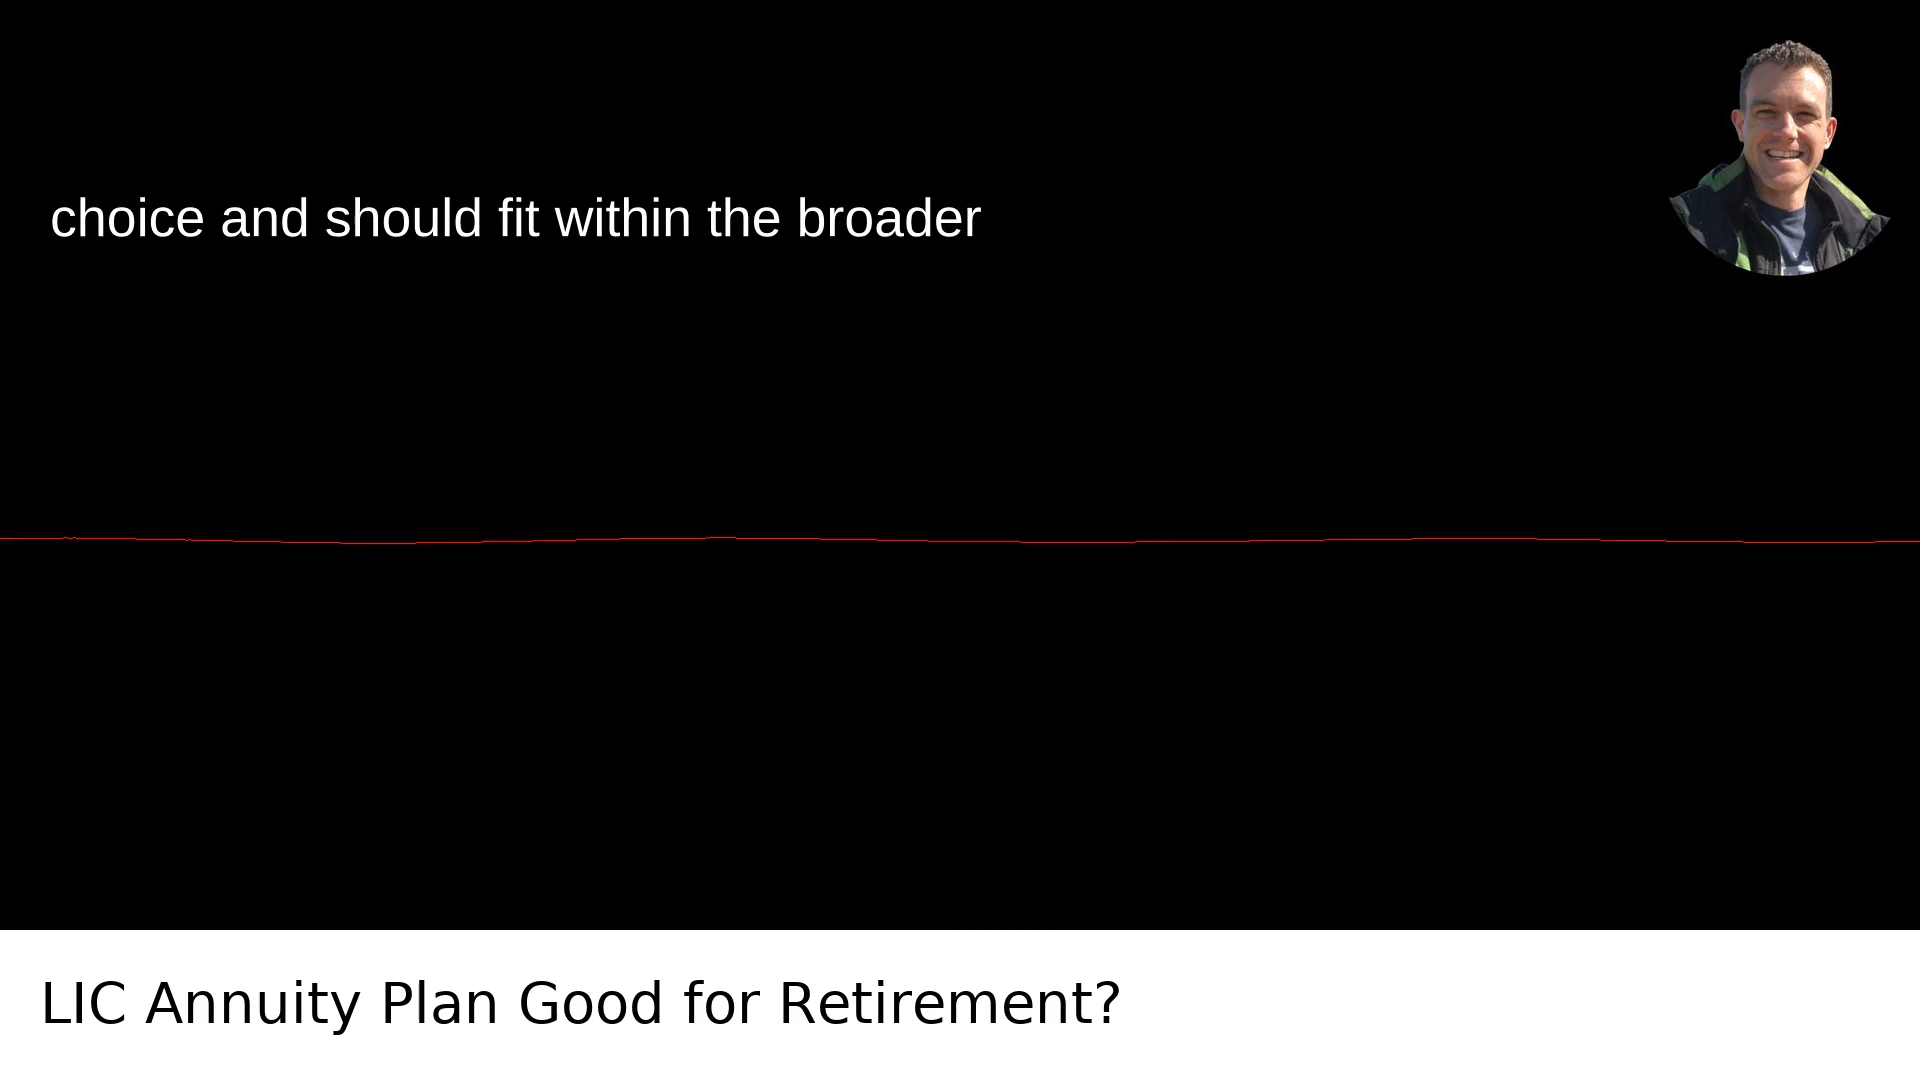 choice and should fit within the broader
LIC Annuity Plan Good for Retirement?